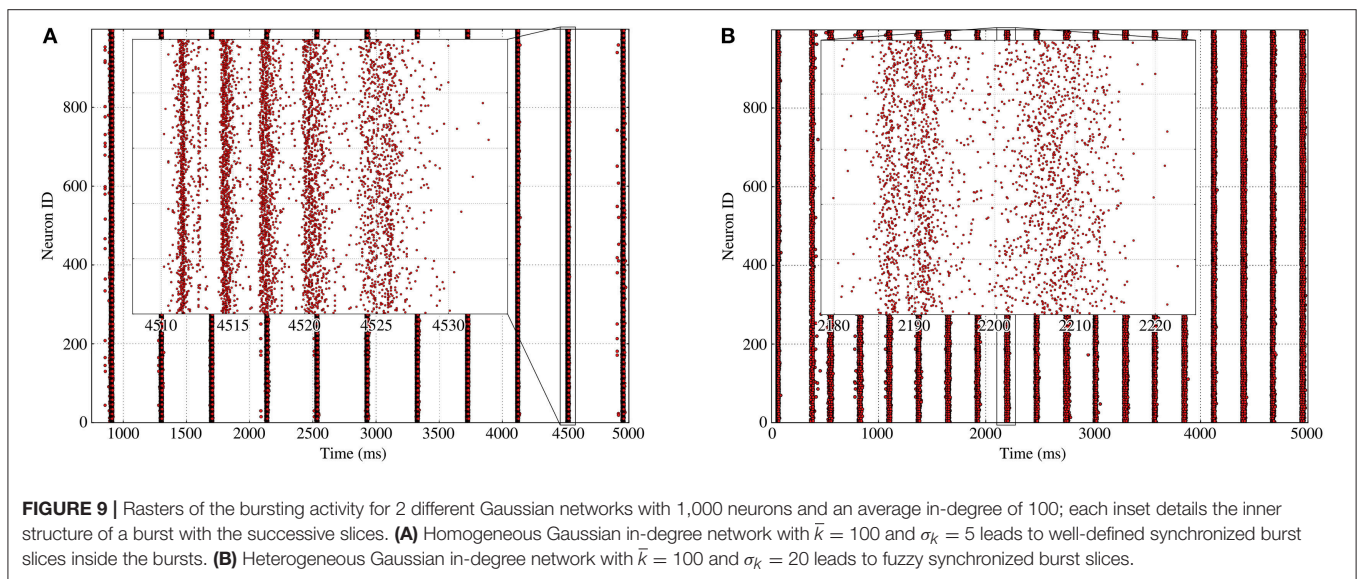 A
Neuron ID
800
600
400
200
0
4510 4515 4520 4525 4530
1000 1500 2000 2500 3000 3500 4000 4500 5000
Time (ms)
B
Neuron ID
800
600
400
200
0
2180 2190 2200 2210 2220
0 1000 2000 3000 4000 5000
Time (ms)
FIGURE 9 | Rasters of the bursting activity for 2 different Gaussian networks with 1,000 neurons and an average in-degree of 100; each inset details the inner
structure of a burst with the successive slices. (A) Homogeneous Gaussian in-degree network with k̄ = 100 and σk = 5 leads to well-defined synchronized burst
slices inside the bursts. (B) Heterogeneous Gaussian in-degree network with k̄ = 100 and σk = 20 leads to fuzzy synchronized burst slices.